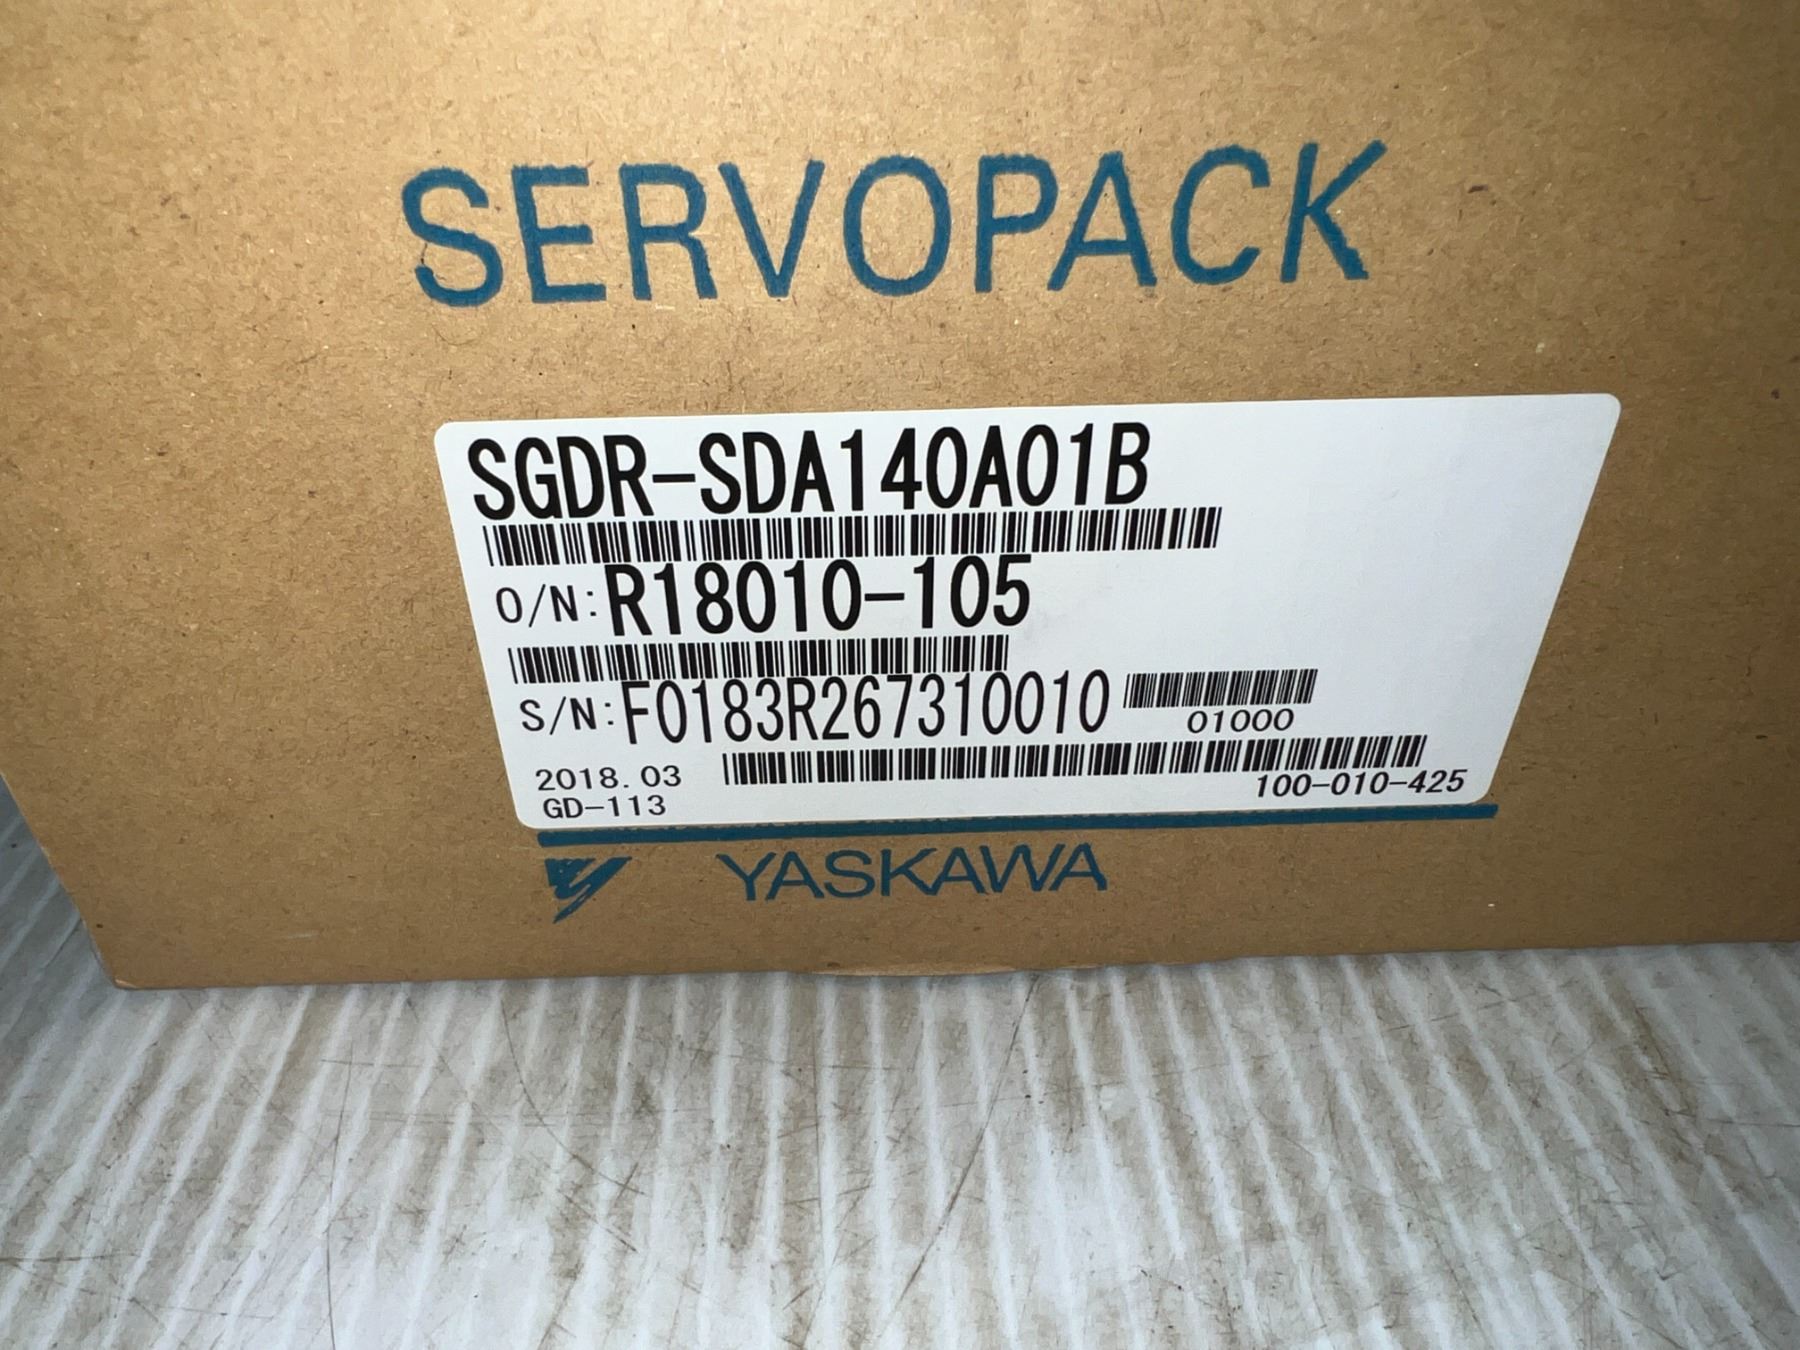 SERVOPACK
SGDR-SDA140A01B
O/N:R18010-105
S/N:F0183R267310010
01000
2018.03
100-010-425
GD-113
YASKAWA